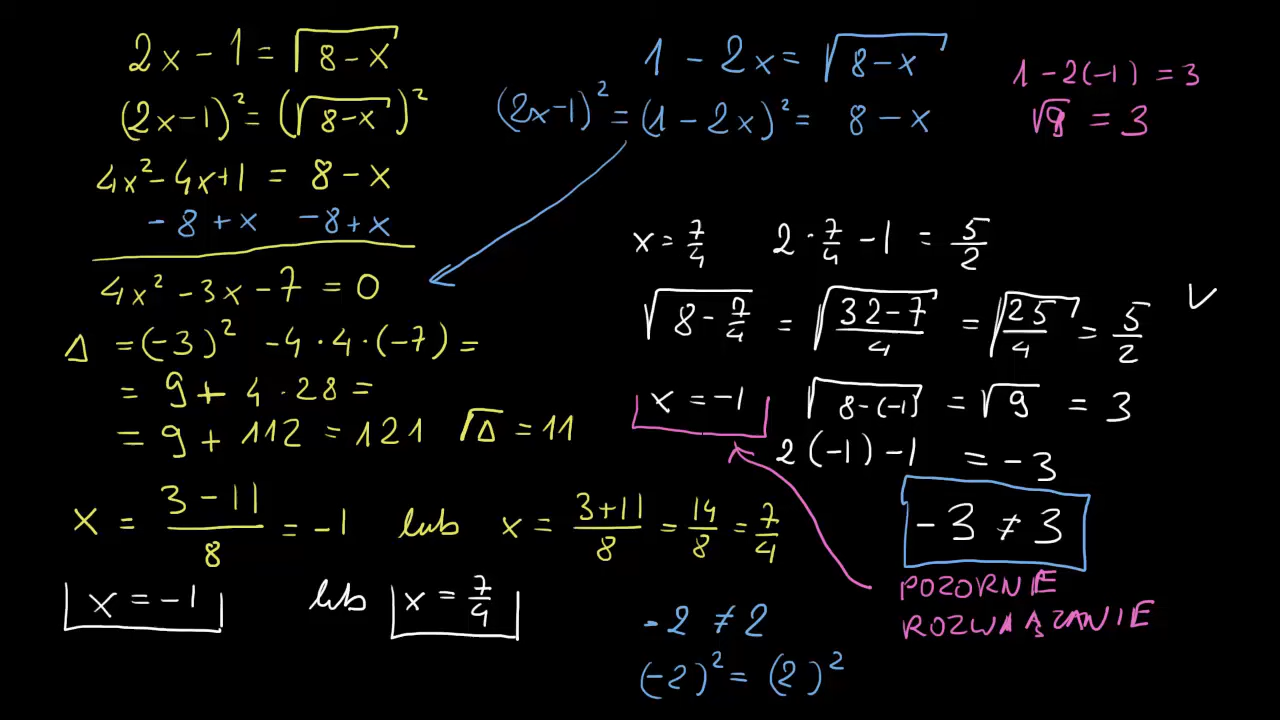 2x - 1 = √(8 - x)
(2x - 1)² = (√(8 - x))²
4x² - 4x + 1 = 8 - x
- 8 + x   - 8 + x
4x² - 3x - 7 = 0
Δ = (-3)² - 4 · 4 · (-7) =
= 9 + 4 · 28 =
= 9 + 112 = 121   √Δ = 11
x = (3 - 11)/8 = -1   lub   x = (3+11)/8 = 14/8 = 7/4
x = -1   lub   x = 7/4
1 - 2x = √(8 - x)
(2x - 1)² = (1 - 2x)² = 8 - x
1 - 2(-1) = 3
√9 = 3
x = 7/4   2 · 7/4 - 1 = 5/2
√(8 - 7/4) = √((32 - 7)/4) = √(25/4) = 5/2 ✓
x = -1   √(8 - (-1)) = √9 = 3
2(-1) - 1 = -3
-3 ≠ 3
POZORNIE
ROZWIĄZANIE
-2 ≠ 2
(-2)² = (2)²